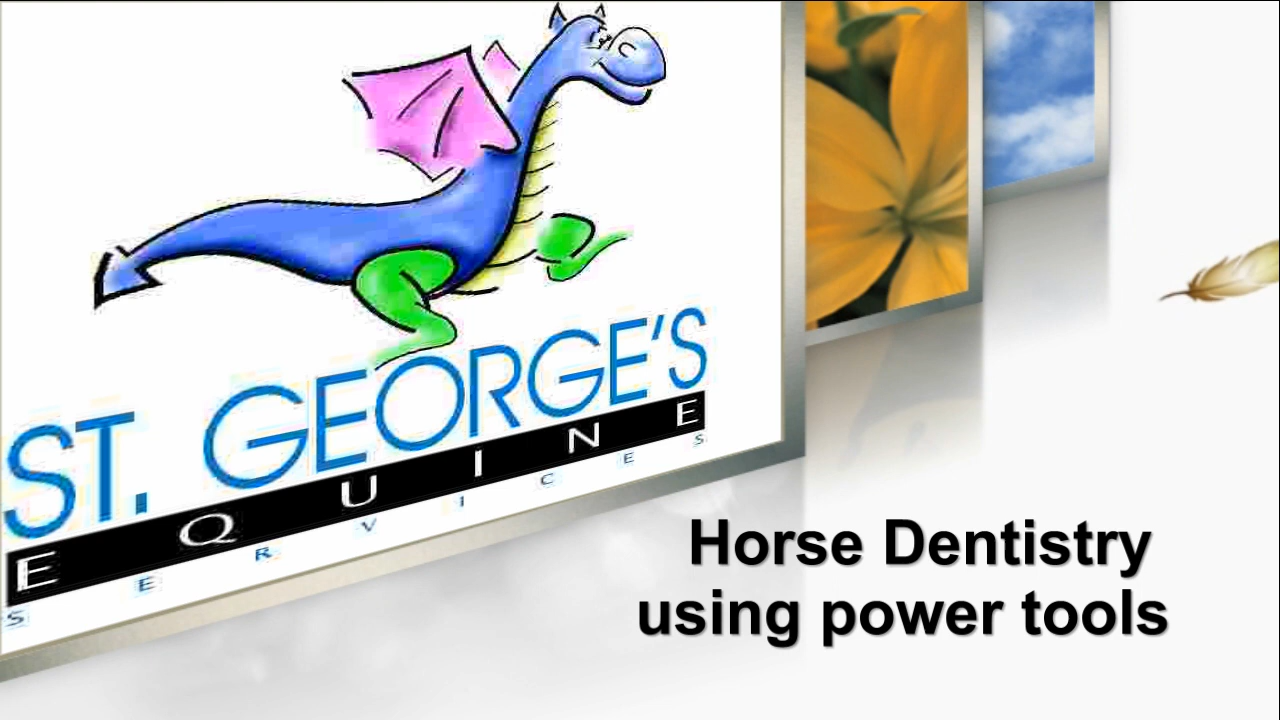 ST. GEORGE'S
EQUINE
SERVICES
Horse Dentistry
using power tools